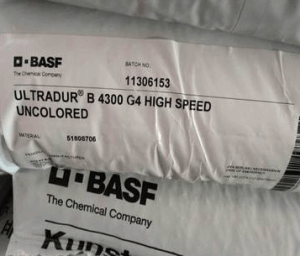 BASF
The Chemical Company
BATCH NO.
11306153
ULTRADUR® B 4300 G4 HIGH SPEED
UNCOLORED
MATERIAL
51805706
BASF
The Chemical Company
Kunst